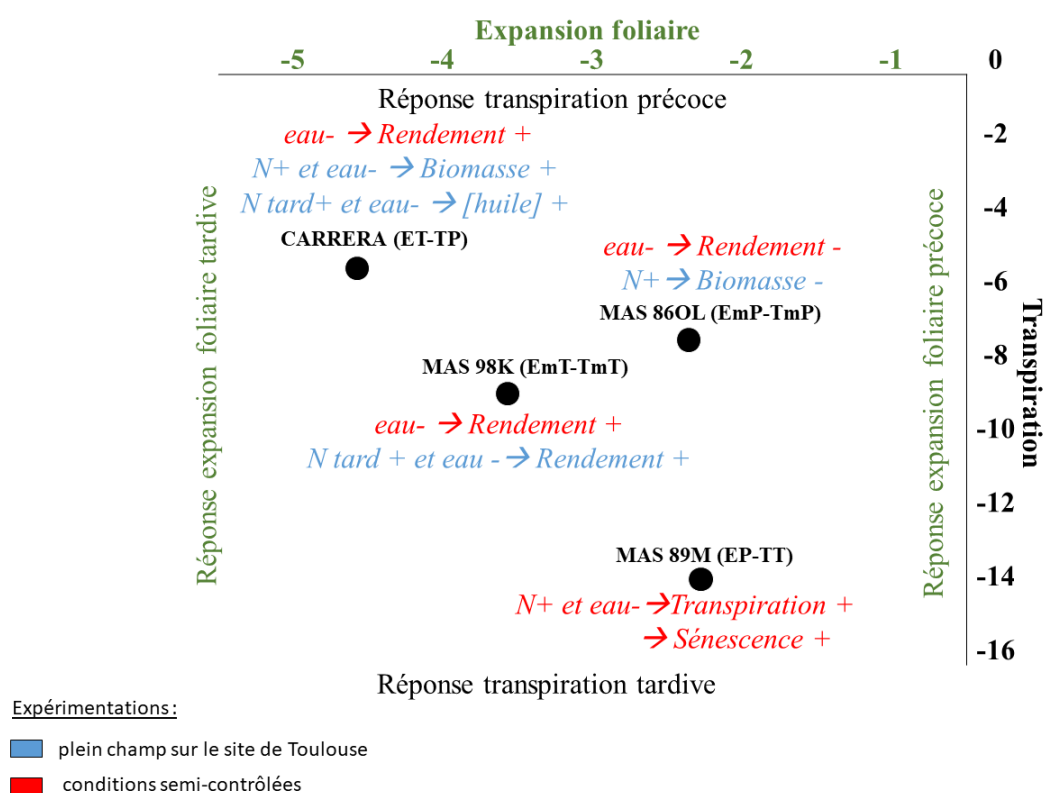 Expansion foliaire
-5 -4 -3 -2 -1 0
Réponse transpiration précoce
-2
eau- → Rendement +
N+ et eau- → Biomasse +
N tard+ et eau- → [huile] +
-4
CARRERA (ET-TP)
eau- → Rendement -
N+ → Biomasse -
-6
MAS 86OL (EmP-TmP)
-8
MAS 98K (EmT-TmT)
eau- → Rendement +
-10
N tard + et eau - → Rendement +
-12
MAS 89M (EP-TT)
-14
N+ et eau- →Transpiration +
→ Sénescence +
-16
Réponse transpiration tardive
Réponse expansion foliaire tardive
Réponse expansion foliaire précoce
Transpiration
Expérimentations :
plein champ sur le site de Toulouse
conditions semi-contrôlées